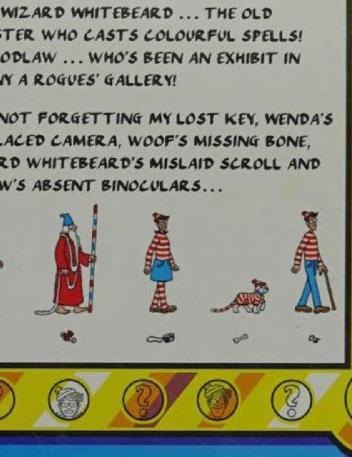 WIZARD WHITEBEARD ... THE OLD
STER WHO CASTS COLOURFUL SPELLS!
ODLAW ... WHO'S BEEN AN EXHIBIT IN
NY A ROGUES' GALLERY!
NOT FORGETTING MY LOST KEY, WENDA'S
LACED CAMERA, WOOF'S MISSING BONE,
RD WHITEBEARD'S MISLAID SCROLL AND
W'S ABSENT BINOCULARS...
? ? ?